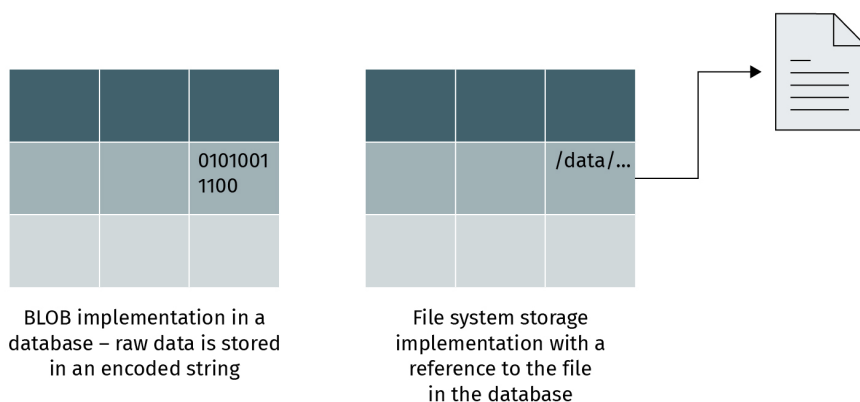 0101001
1100
/data/...
BLOB implementation in a
database – raw data is stored
in an encoded string
File system storage
implementation with a
reference to the file
in the database